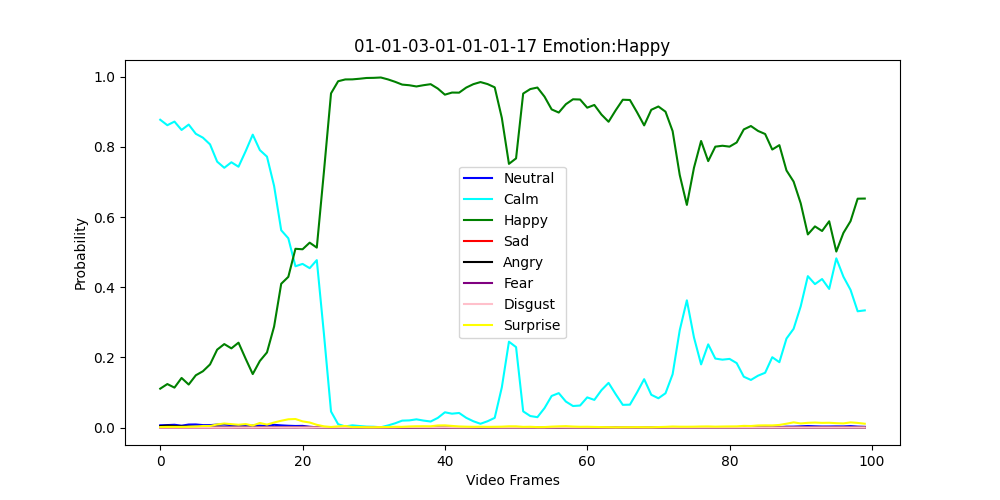 01-01-03-01-01-01-17 Emotion:Happy
Probability
1.0
0.8
0.6
0.4
0.2
0.0
Neutral
Calm
Happy
Sad
Angry
Fear
Disgust
Surprise
0 20 40 60 80 100
Video Frames